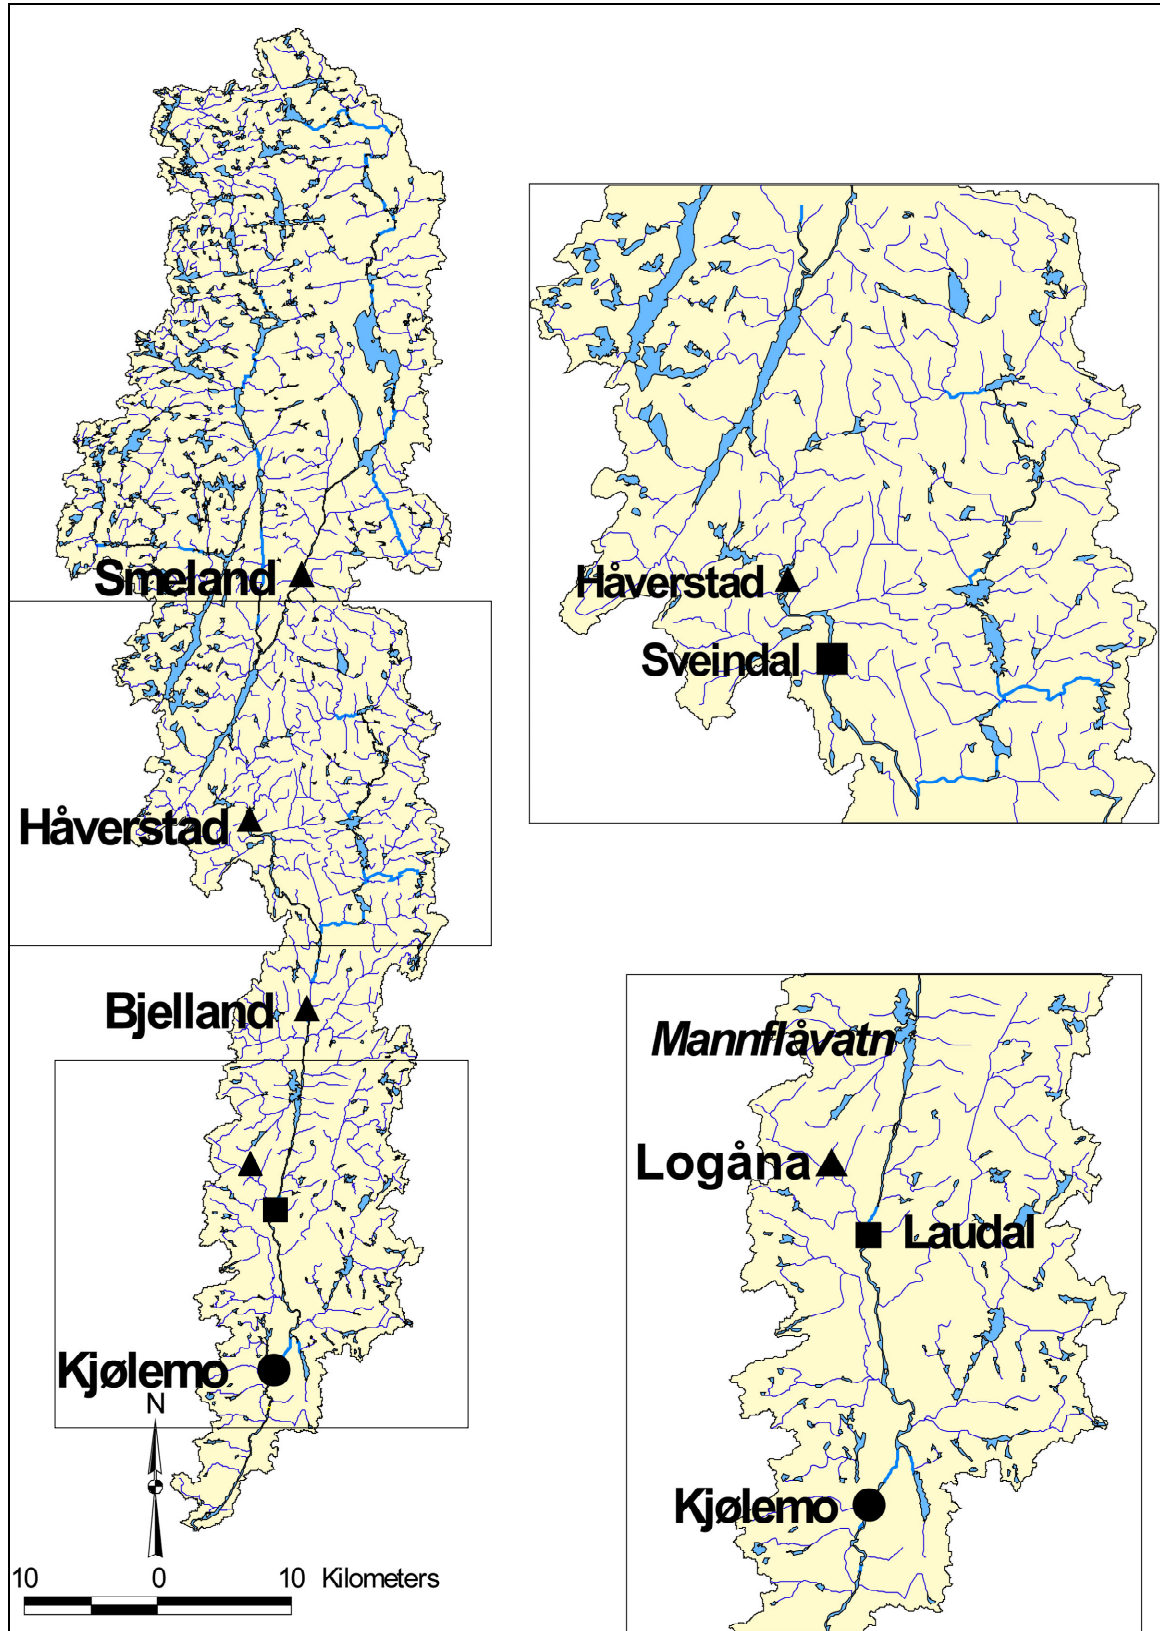 Smeland
Håverstad
Bjelland
Kjølemo
N
10 0 10 Kilometers
Håverstad
Sveindal
Mannflåvatn
Logåna
Laudal
Kjølemo